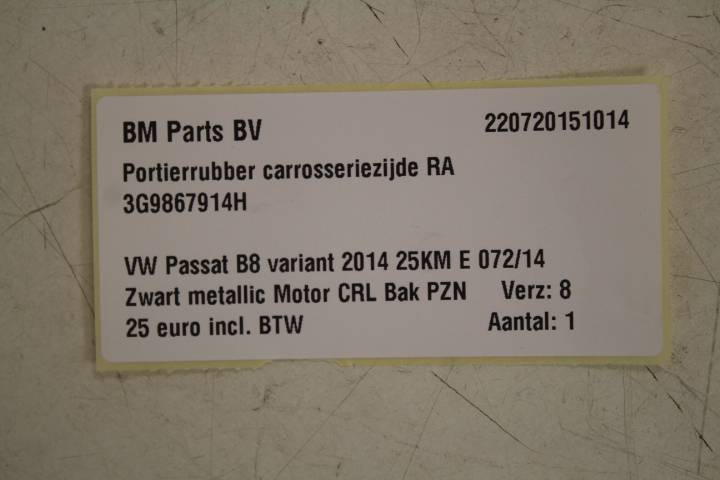 BM Parts BV 220720151014
Portierrubber carrosseriezijde RA
3G9867914H
VW Passat B8 variant 2014 25KM E 072/14
Zwart metallic Motor CRL Bak PZN Verz: 8
25 euro incl. BTW Aantal: 1